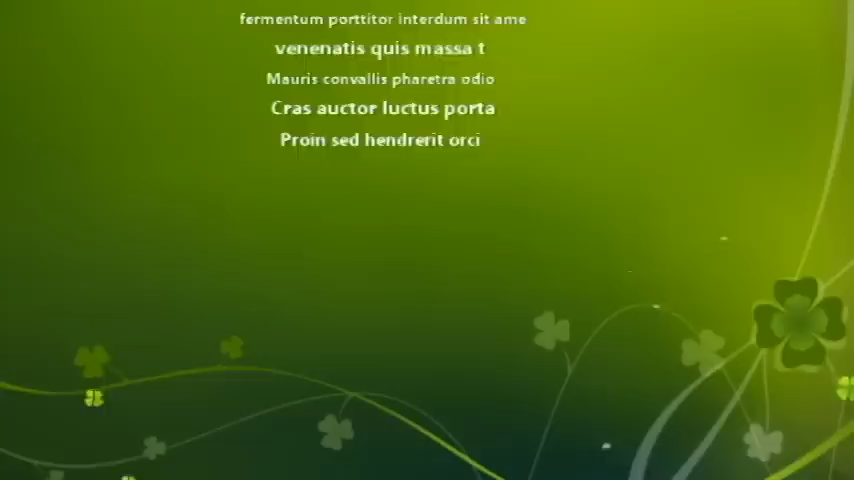 fermentum porttitor interdum sit ame
venenatis quis massa t
Mauris convallis pharetra odio
Cras auctor luctus porta
Proin sed hendrerit orci